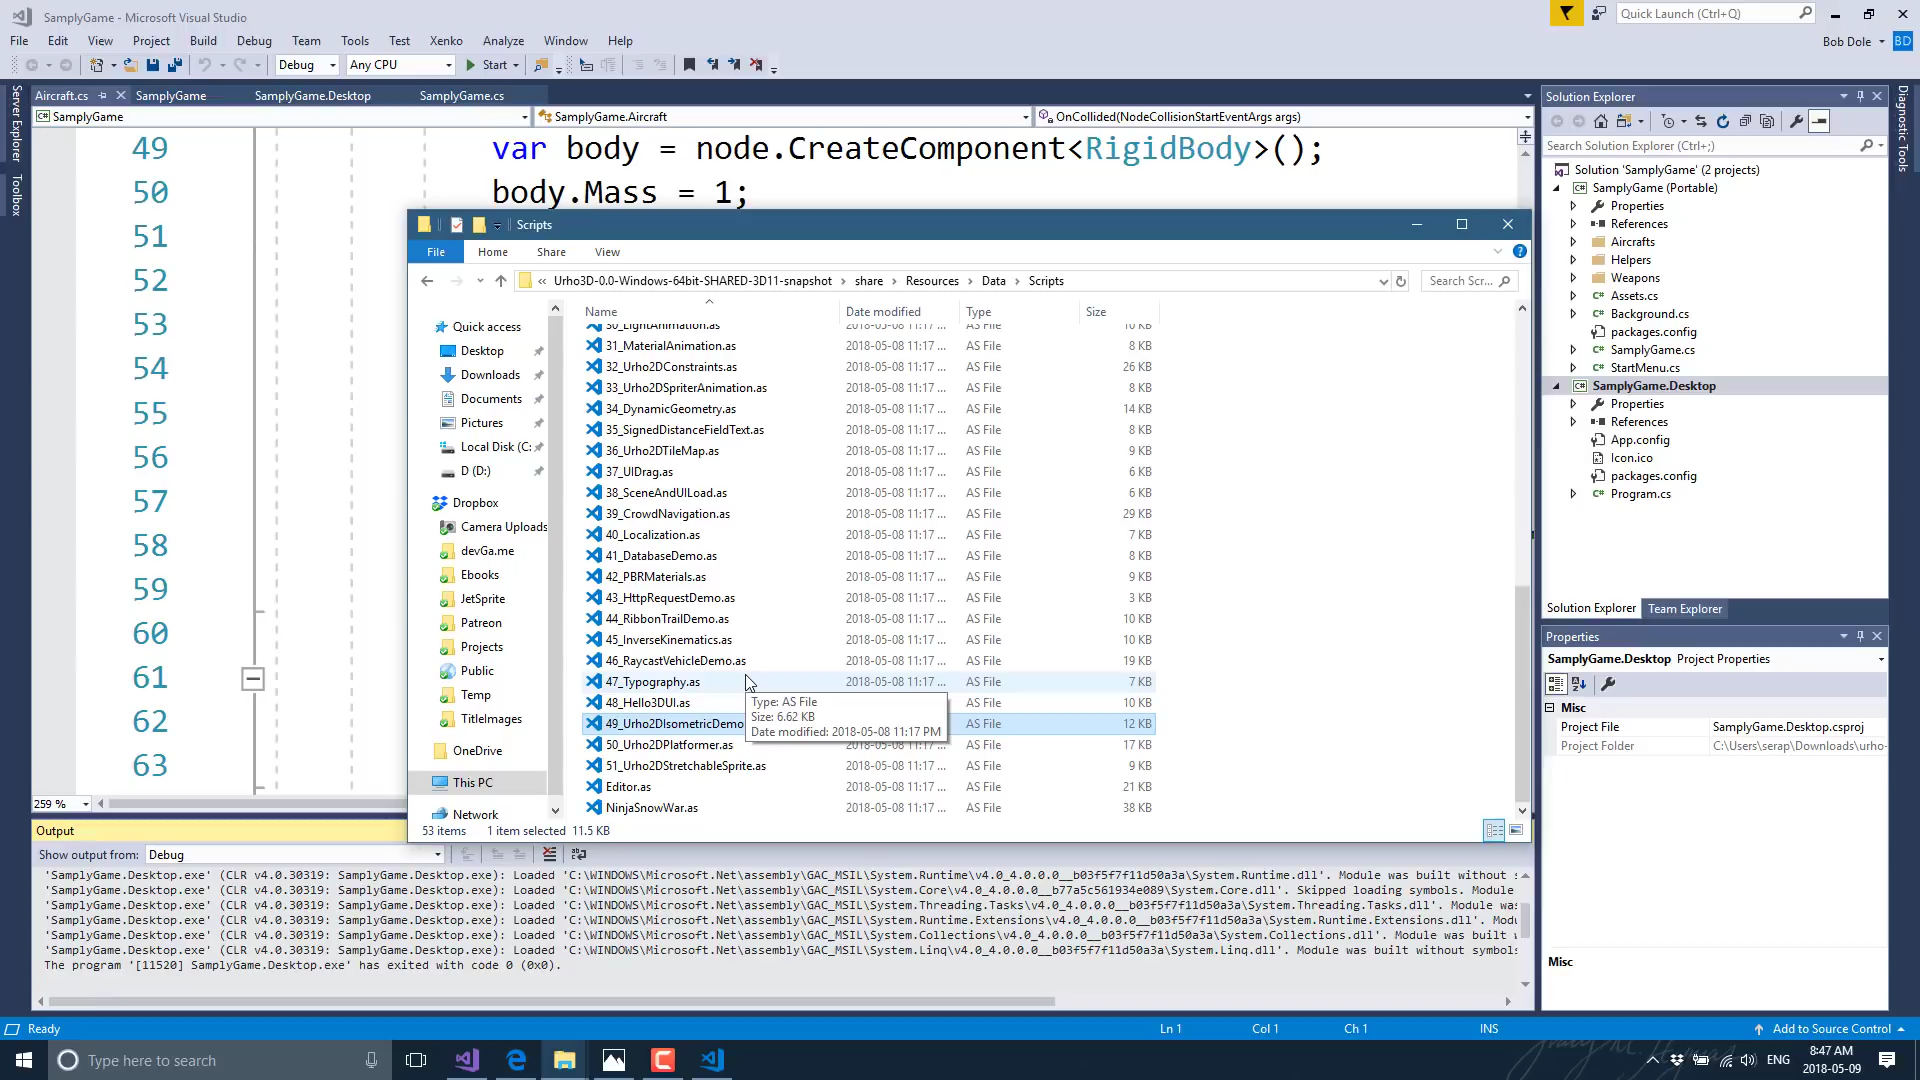 SamplyGame - Microsoft Visual Studio
Quick Launch (Ctrl+Q)
File Edit View Project Build Debug Team Tools Test Xenko Analyze Window Help
Bob Dole BD
Debug Any CPU Start
Server Explorer
Toolbox
Diagnostic Tools
Aircraft.cs SamplyGame SamplyGame.Desktop SamplyGame.cs
SamplyGame SamplyGame.Aircraft OnCollided(NodeCollisionStartEventArgs args)
49 var body = node.CreateComponent<RigidBody>();
50 body.Mass = 1;
51
52
53
54
55
56
57
58
59
60
61
62
63
259 %
Scripts
File Home Share View
« Urho3D-0.0-Windows-64bit-SHARED-3D11-snapshot › share › Resources › Data › Scripts
Search Scr...
Quick access
Desktop
Downloads
Documents
Pictures
Local Disk (C:
D (D:)
Dropbox
Camera Uploads
devGa.me
Ebooks
JetSprite
Patreon
Projects
Public
Temp
TitleImages
OneDrive
This PC
Network
Name Date modified Type Size
30_LightAnimation.as 2018-05-08 11:17 ... AS File 10 KB
31_MaterialAnimation.as 2018-05-08 11:17 ... AS File 8 KB
32_Urho2DConstraints.as 2018-05-08 11:17 ... AS File 26 KB
33_Urho2DSpriterAnimation.as 2018-05-08 11:17 ... AS File 8 KB
34_DynamicGeometry.as 2018-05-08 11:17 ... AS File 14 KB
35_SignedDistanceFieldText.as 2018-05-08 11:17 ... AS File 8 KB
36_Urho2DTileMap.as 2018-05-08 11:17 ... AS File 9 KB
37_UIDrag.as 2018-05-08 11:17 ... AS File 6 KB
38_SceneAndUILoad.as 2018-05-08 11:17 ... AS File 6 KB
39_CrowdNavigation.as 2018-05-08 11:17 ... AS File 29 KB
40_Localization.as 2018-05-08 11:17 ... AS File 7 KB
41_DatabaseDemo.as 2018-05-08 11:17 ... AS File 8 KB
42_PBRMaterials.as 2018-05-08 11:17 ... AS File 9 KB
43_HttpRequestDemo.as 2018-05-08 11:17 ... AS File 3 KB
44_RibbonTrailDemo.as 2018-05-08 11:17 ... AS File 10 KB
45_InverseKinematics.as 2018-05-08 11:17 ... AS File 10 KB
46_RaycastVehicleDemo.as 2018-05-08 11:17 ... AS File 19 KB
47_Typography.as 2018-05-08 11:17 ... AS File 7 KB
48_Hello3DUI.as AS File 10 KB
49_Urho2DIsometricDemo AS File 12 KB
50_Urho2DPlatformer.as 2018-05-08 11:17 ... AS File 17 KB
51_Urho2DStretchableSprite.as 2018-05-08 11:17 ... AS File 9 KB
Editor.as 2018-05-08 11:17 ... AS File 21 KB
NinjaSnowWar.as 2018-05-08 11:17 ... AS File 38 KB
Type: AS File
Size: 6.62 KB
Date modified: 2018-05-08 11:17 PM
53 items 1 item selected 11.5 KB
Solution Explorer
Search Solution Explorer (Ctrl+;)
Solution 'SamplyGame' (2 projects)
SamplyGame (Portable)
Properties
References
Aircrafts
Helpers
Weapons
Assets.cs
Background.cs
packages.config
SamplyGame.cs
StartMenu.cs
SamplyGame.Desktop
Properties
References
App.config
Icon.ico
packages.config
Program.cs
Solution Explorer Team Explorer
Properties
SamplyGame.Desktop Project Properties
Misc
Project File SamplyGame.Desktop.csproj
Project Folder C:\Users\serap\Downloads\urho-
Misc
Output
Show output from: Debug
'SamplyGame.Desktop.exe' (CLR v4.0.30319: SamplyGame.Desktop.exe): Loaded 'C:\WINDOWS\Microsoft.Net\assembly\GAC_MSIL\System.Runtime\v4.0_4.0.0.0__b03f5f7f11d50a3a\System.Runtime.dll'. Module was built without s
'SamplyGame.Desktop.exe' (CLR v4.0.30319: SamplyGame.Desktop.exe): Loaded 'C:\WINDOWS\Microsoft.Net\assembly\GAC_MSIL\System.Core\v4.0_4.0.0.0__b77a5c561934e089\System.Core.dll'. Skipped loading symbols. Module
'SamplyGame.Desktop.exe' (CLR v4.0.30319: SamplyGame.Desktop.exe): Loaded 'C:\WINDOWS\Microsoft.Net\assembly\GAC_MSIL\System.Threading.Tasks\v4.0_4.0.0.0__b03f5f7f11d50a3a\System.Threading.Tasks.dll'. Module was
'SamplyGame.Desktop.exe' (CLR v4.0.30319: SamplyGame.Desktop.exe): Loaded 'C:\WINDOWS\Microsoft.Net\assembly\GAC_MSIL\System.Runtime.Extensions\v4.0_4.0.0.0__b03f5f7f11d50a3a\System.Runtime.Extensions.dll'. Modu
'SamplyGame.Desktop.exe' (CLR v4.0.30319: SamplyGame.Desktop.exe): Loaded 'C:\WINDOWS\Microsoft.Net\assembly\GAC_MSIL\System.Collections\v4.0_4.0.0.0__b03f5f7f11d50a3a\System.Collections.dll'. Module was built w
'SamplyGame.Desktop.exe' (CLR v4.0.30319: SamplyGame.Desktop.exe): Loaded 'C:\WINDOWS\Microsoft.Net\assembly\GAC_MSIL\System.Linq\v4.0_4.0.0.0__b03f5f7f11d50a3a\System.Linq.dll'. Module was built without symbols
The program '[11520] SamplyGame.Desktop.exe' has exited with code 0 (0x0).
Ready Ln 1 Col 1 Ch 1 INS Add to Source Control
Type here to search
ENG 8:47 AM
2018-05-09